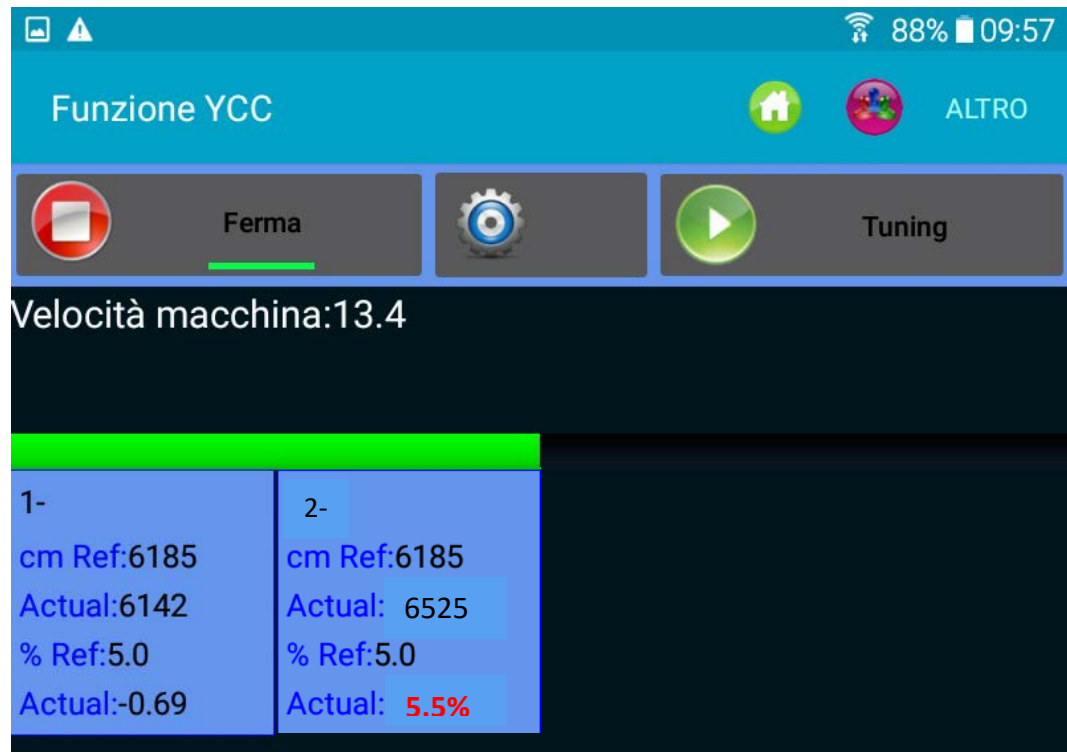 88% 09:57
Funzione YCC
ALTRO
Ferma
Tuning
Velocità macchina:13.4
1-
cm Ref:6185
Actual:6142
% Ref:5.0
Actual:-0.69
2-
cm Ref:6185
Actual: 6525
% Ref:5.0
Actual: 5.5%